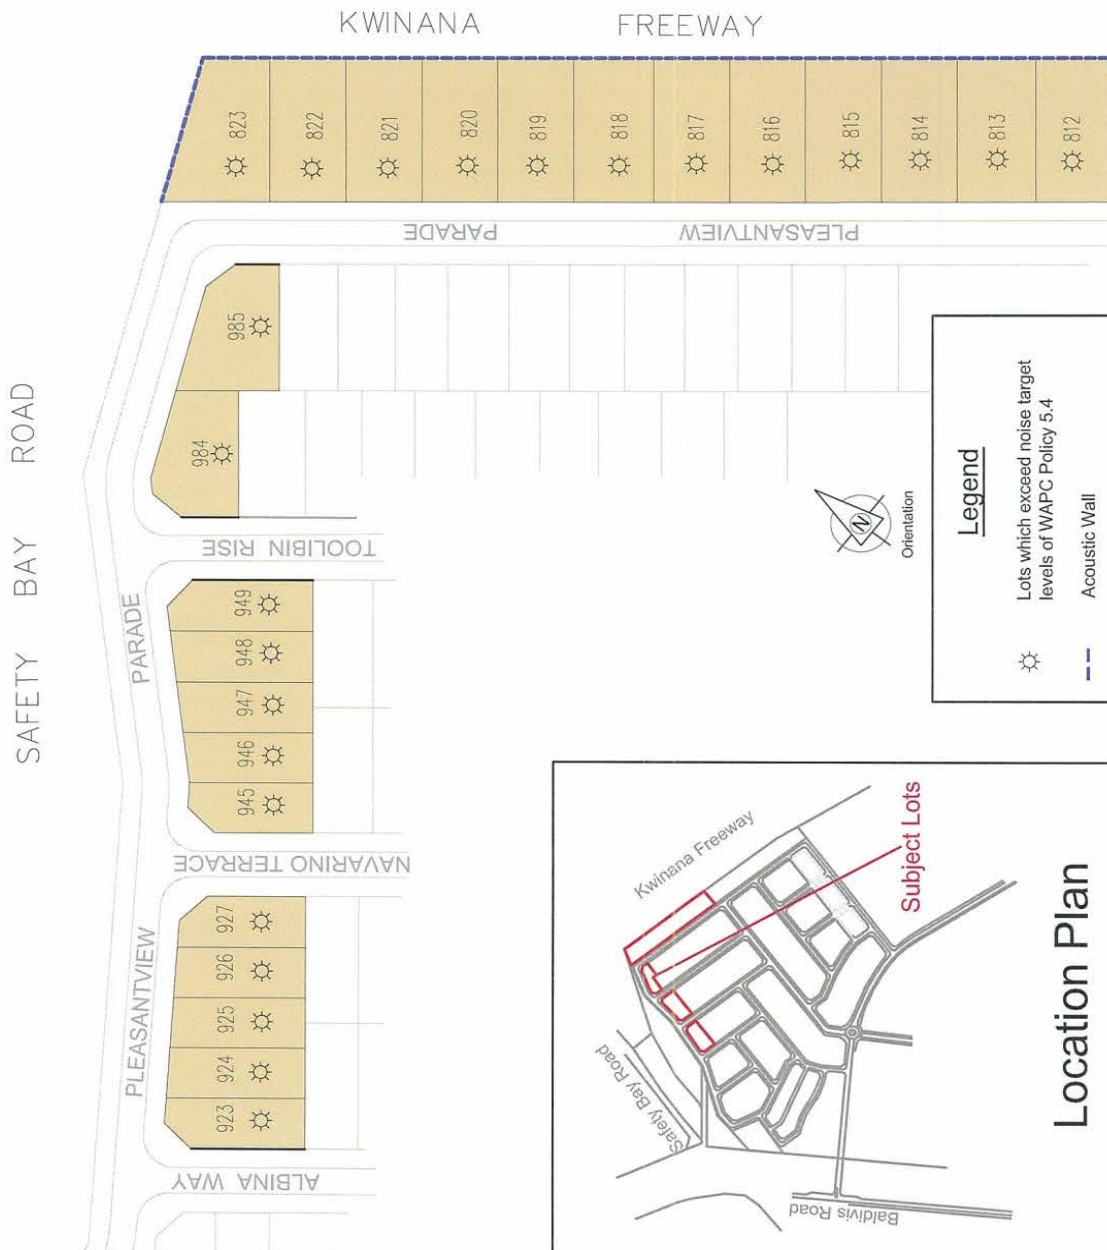 KWINANA FREEWAY
SAFETY BAY ROAD
823
822
821
820
819
818
817
816
815
814
813
812
PLEASANTVIEW PARADE
985
984
TOOLIBIN RISE
PLEASANTVIEW PARADE
949
948
947
946
945
NAVARINO TERRACE
927
926
925
924
923
ALBINA WAY
N
Orientation
Legend
Lots which exceed noise target
levels of WAPC Policy 5.4
Acoustic Wall
Kwinana Freeway
Subject Lots
Safety Bay Road
Baldivis Road
Location Plan